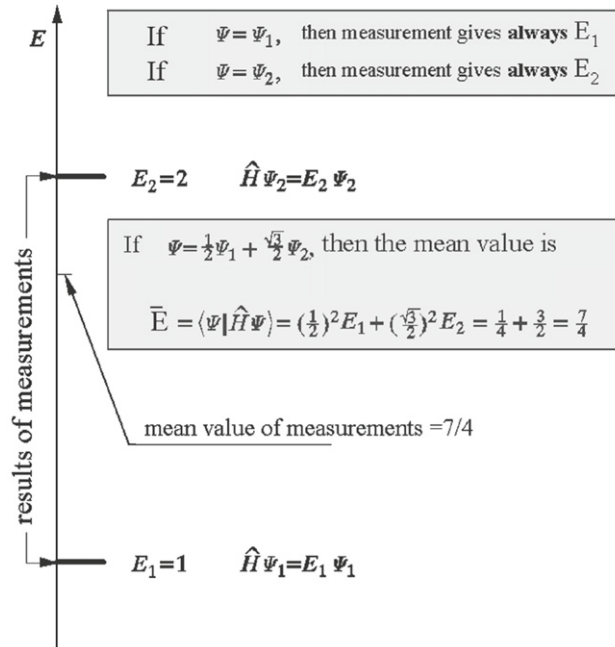 E
If Ψ = Ψ₁, then measurement gives always E₁
If Ψ = Ψ₂, then measurement gives always E₂
E₂=2 ĤΨ₂=E₂ Ψ₂
If Ψ=½Ψ₁ + √3/2 Ψ₂, then the mean value is
Ē = ⟨Ψ|ĤΨ⟩ = (½)²E₁ + (√3/2)²E₂ = ¼ + 3/2 = 7/4
results of measurements
mean value of measurements =7/4
E₁=1 ĤΨ₁=E₁ Ψ₁